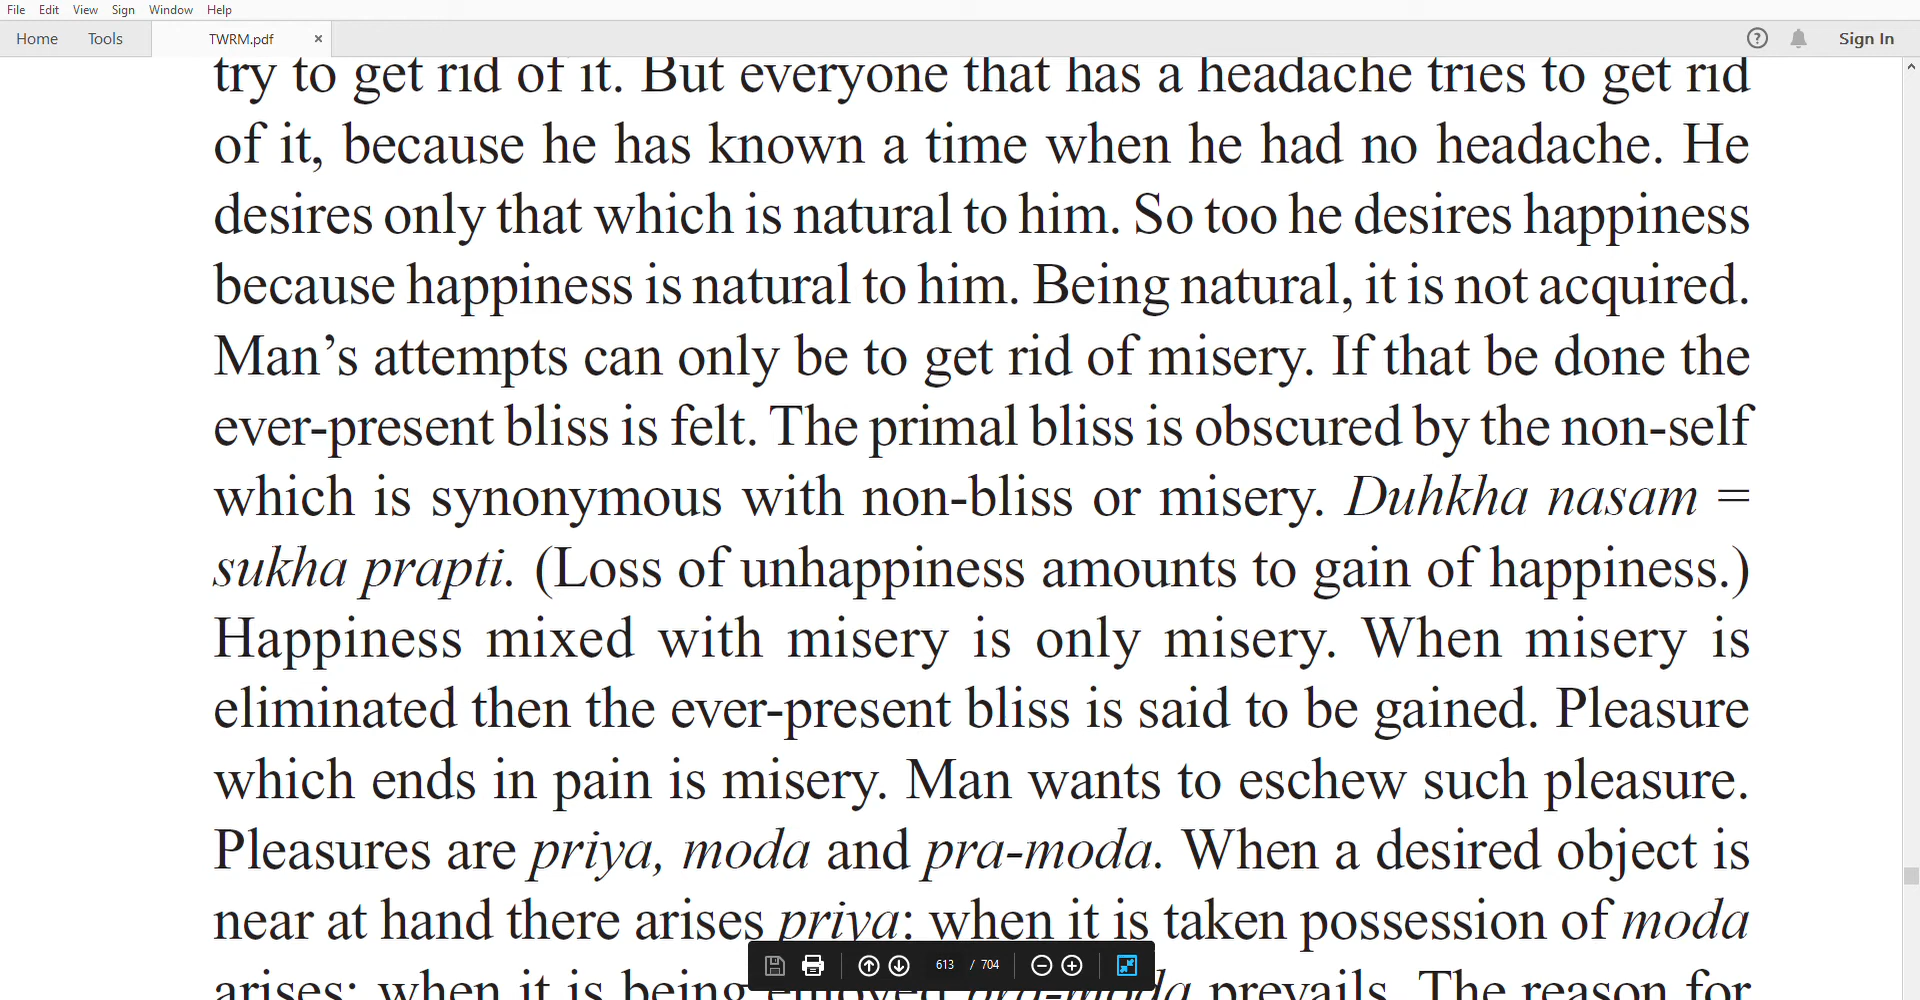 File Edit View Sign Window Help
Home Tools TWRM.pdf × ? Sign In
try to get rid of it. But everyone that has a headache tries to get rid
of it, because he has known a time when he had no headache. He
desires only that which is natural to him. So too he desires happiness
because happiness is natural to him. Being natural, it is not acquired.
Man’s attempts can only be to get rid of misery. If that be done the
ever-present bliss is felt. The primal bliss is obscured by the non-self
which is synonymous with non-bliss or misery. Duhkha nasam =
sukha prapti. (Loss of unhappiness amounts to gain of happiness.)
Happiness mixed with misery is only misery. When misery is
eliminated then the ever-present bliss is said to be gained. Pleasure
which ends in pain is misery. Man wants to eschew such pleasure.
Pleasures are priya, moda and pra-moda. When a desired object is
near at hand there arises priya: when it is taken possession of moda
arises; when it is being enjoyed pra-moda prevails. The reason for
613 / 704